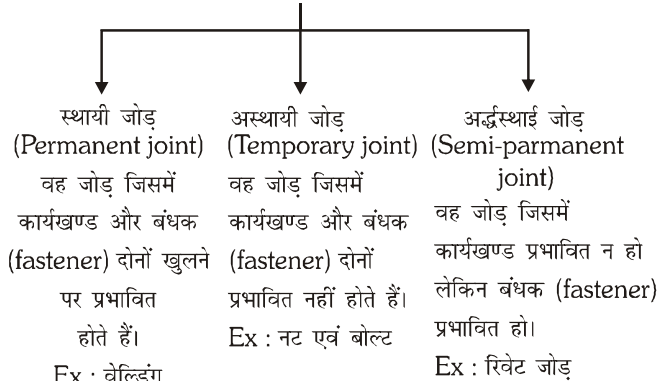 स्थायी जोड़
(Permanent joint)
वह जोड़ जिसमें
कार्यखण्ड और बंधक
(fastener) दोनों खुलने
पर प्रभावित
होते हैं।
Ex : वेल्डिंग
अस्थायी जोड़
(Temporary joint)
वह जोड़ जिसमें
कार्यखण्ड और बंधक
(fastener) दोनों
प्रभावित नहीं होते हैं।
Ex : नट एवं बोल्ट
अर्द्धस्थाई जोड़
(Semi-parmanent
joint)
वह जोड़ जिसमें
कार्यखण्ड प्रभावित न हो
लेकिन बंधक (fastener)
प्रभावित हो।
Ex : रिवेट जोड़